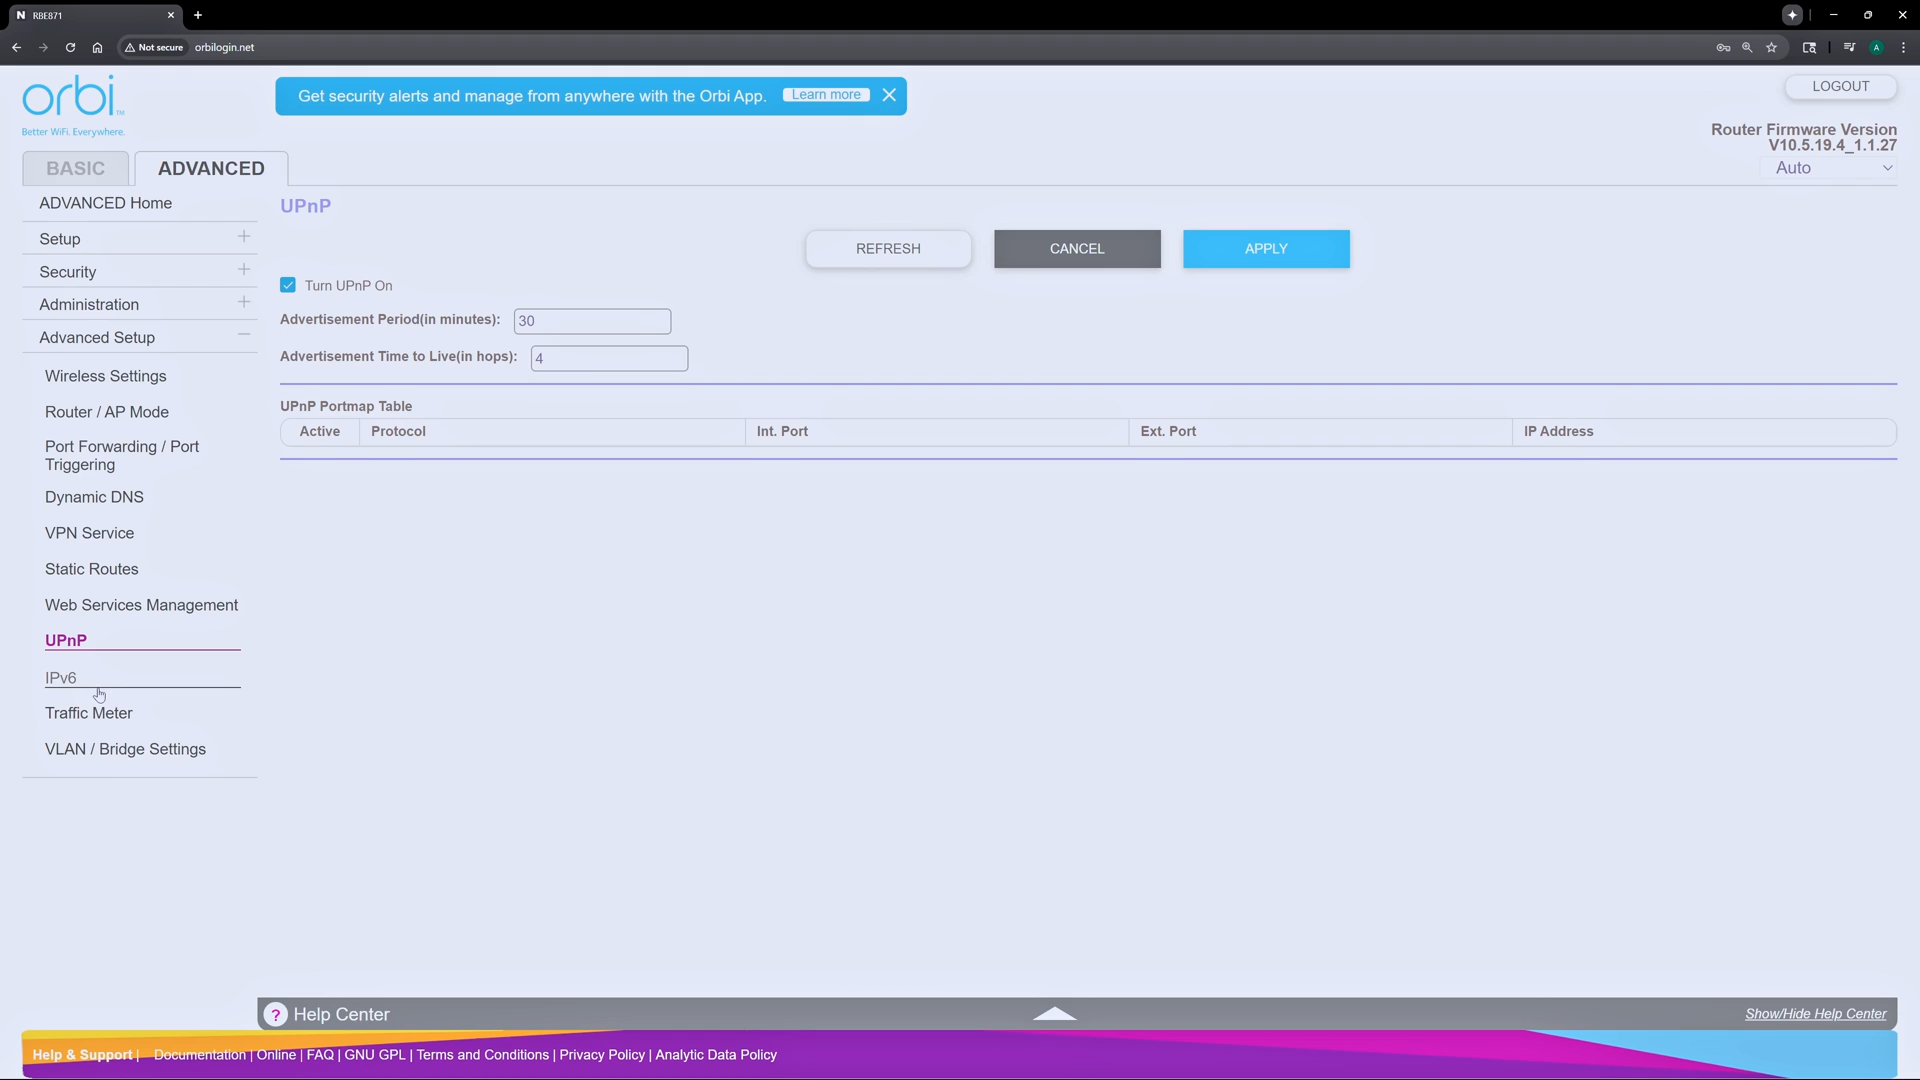 N RBE871
Not secure orbilogin.net
A
orbi
Better WiFi. Everywhere.
Get security alerts and manage from anywhere with the Orbi App. Learn more
LOGOUT
Router Firmware Version
V10.5.19.4_1.1.27
Auto
BASIC
ADVANCED
ADVANCED Home
Setup
Security
Administration
Advanced Setup
Wireless Settings
Router / AP Mode
Port Forwarding / Port
Triggering
Dynamic DNS
VPN Service
Static Routes
Web Services Management
UPnP
IPv6
Traffic Meter
VLAN / Bridge Settings
UPnP
REFRESH
CANCEL
APPLY
Turn UPnP On
Advertisement Period(in minutes): 30
Advertisement Time to Live(in hops): 4
UPnP Portmap Table
Active Protocol Int. Port Ext. Port IP Address
? Help Center
Show/Hide Help Center
Help & Support | Documentation | Online | FAQ | GNU GPL | Terms and Conditions | Privacy Policy | Analytic Data Policy